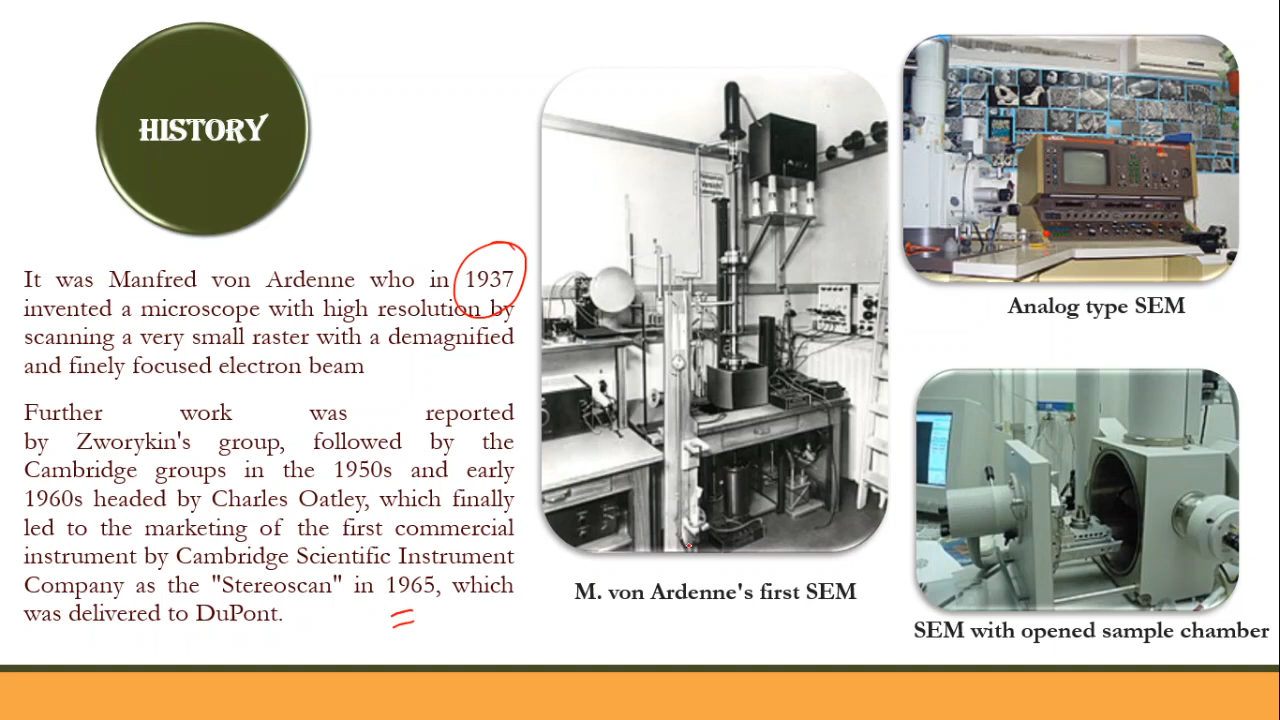 HISTORY
It was Manfred von Ardenne who in 1937
invented a microscope with high resolution by
scanning a very small raster with a demagnified
and finely focused electron beam
Further work was reported
by Zworykin's group, followed by the
Cambridge groups in the 1950s and early
1960s headed by Charles Oatley, which finally
led to the marketing of the first commercial
instrument by Cambridge Scientific Instrument
Company as the "Stereoscan" in 1965, which
was delivered to DuPont.
M. von Ardenne's first SEM
Analog type SEM
SEM with opened sample chamber